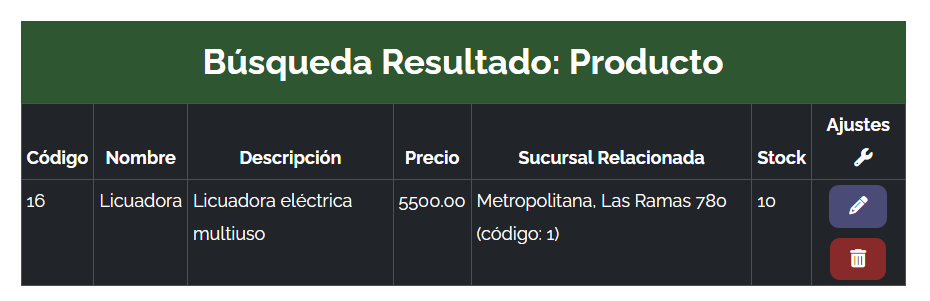 Búsqueda Resultado: Producto
Ajustes
Código Nombre Descripción Precio Sucursal Relacionada Stock
16 Licuadora Licuadora eléctrica 5500.00 Metropolitana, Las Ramas 780 10
multiuso (código: 1)